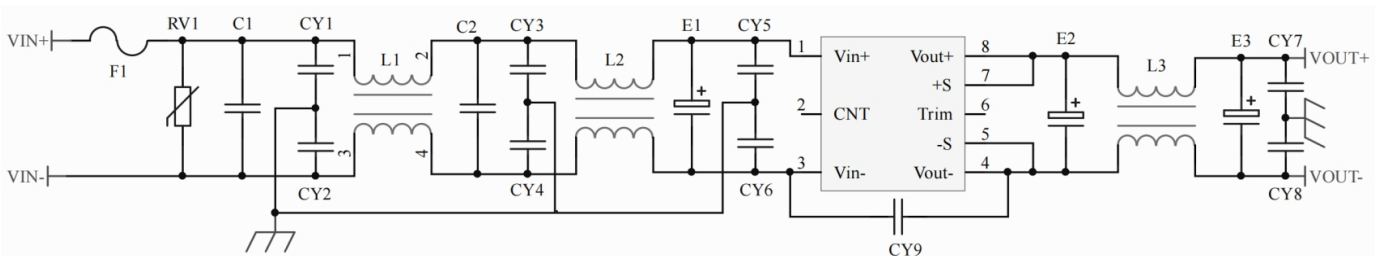 RV1 C1 CY1 C2 CY3 E1 CY5 E2 E3 CY7
VIN+ F1 1 L1 2 L2 1 Vin+ Vout+ 8 L3 VOUT+
+ +S 7 + +
2 CNT Trim 6
3 4 -S 5
VIN- CY2 CY4 CY6 3 Vin- Vout- 4 CY8 VOUT-
CY9